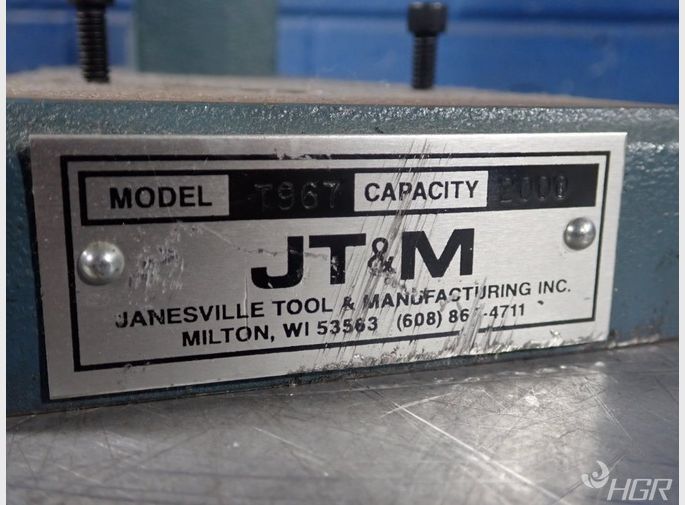 MODEL T967 CAPACITY 2000
JT&M
JANESVILLE TOOL & MANUFACTURING INC.
MILTON, WI 53563 (608)
HGR